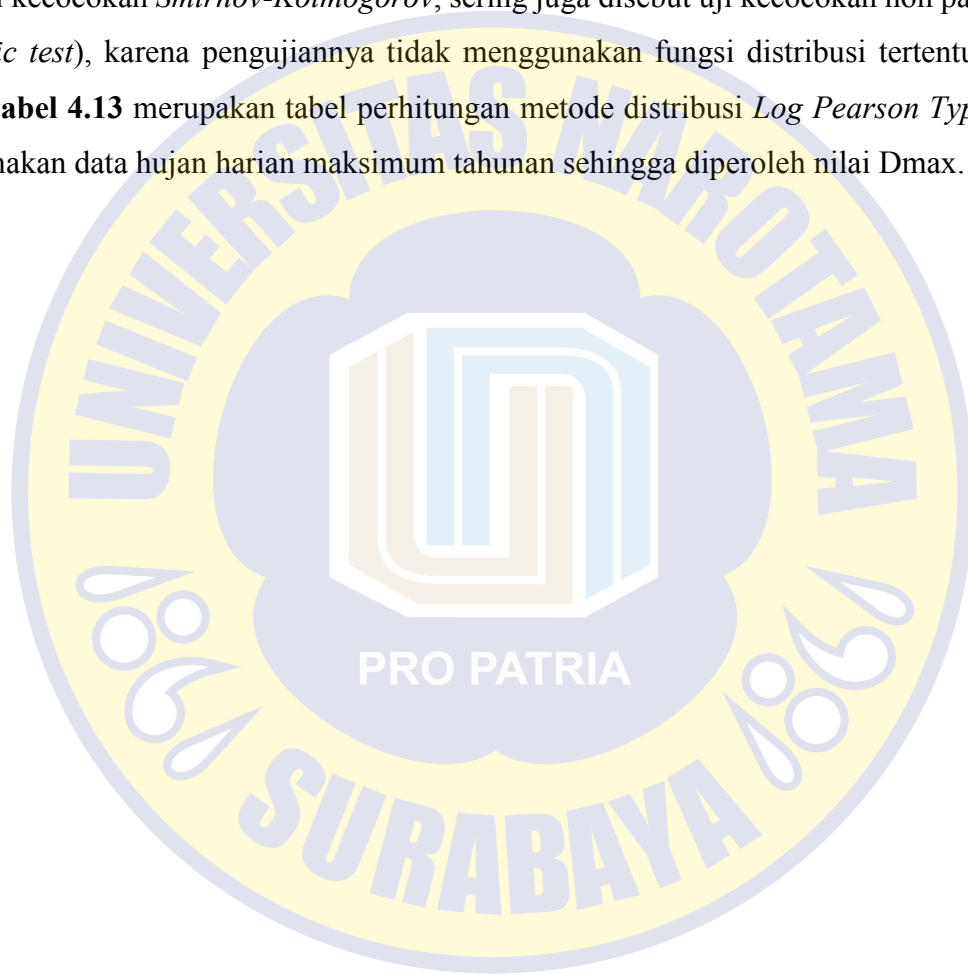 kecocokan Smirnov-Kolmogorov, sering juga disebut uji kecocokan non pa
ic test), karena pengujiannya tidak menggunakan fungsi distribusi tertentu
abel 4.13 merupakan tabel perhitungan metode distribusi Log Pearson Typ
nakan data hujan harian maksimum tahunan sehingga diperoleh nilai Dmax.
UNIVERSITAS NAROTAMA
PRO PATRIA
SURABAYA
1981
1981